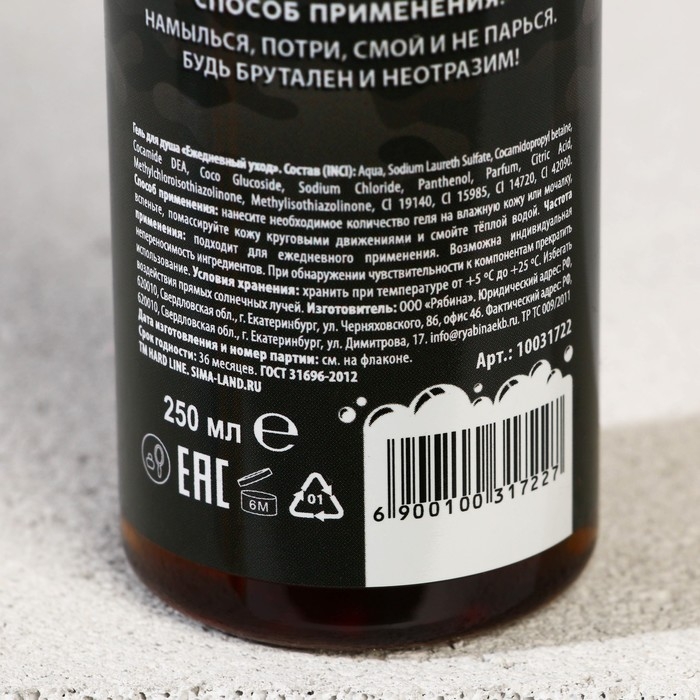 СПОСОБ ПРИМЕНЕНИЯ:
НАМЫЛЬСЯ, ПОТРИ, СМОЙ И НЕ ПАРЬСЯ.
БУДЬ БРУТАЛЕН И НЕОТРАЗИМ!
Гель для душа «Ежедневный уход». Состав (INCI): Aqua, Sodium Laureth Sulfate, Cocamidopropyl betaine,
Cocamide DEA, Coco Glucoside, Sodium Chloride, Panthenol, Parfum, Citric Acid,
Methylchloroisothiazolinone, Methylisothiazolinone, CI 19140, CI 15985, CI 14720, CI 42090.
Способ применения: нанесите необходимое количество геля на влажную кожу или мочалку,
вспеньте, помассируйте кожу круговыми движениями и смойте тёплой водой. Частота
применения: подходит для ежедневного применения. Возможна индивидуальная
непереносимость ингредиентов. При обнаружении чувствительности к компонентам прекратить
использование. Условия хранения: хранить при температуре от +5 °C до +25 °C. Избегать
воздействия прямых солнечных лучей. Изготовитель: ООО «Рябина». Юридический адрес: РФ,
620010, Свердловская обл., г. Екатеринбург, ул. Черняховского, 86, офис 46. Фактический адрес: РФ,
620010, Свердловская обл., г. Екатеринбург, ул. Димитрова, 17. info@ryabinaekb.ru. ТР ТС 009/2011
Дата изготовления и номер партии: см. на флаконе.
Срок годности: 36 месяцев. ГОСТ 31696-2012
TM HARD LINE. SIMA-LAND.RU
Арт.: 10031722
250 мл e
EAC
6M
01
6 900100 317227